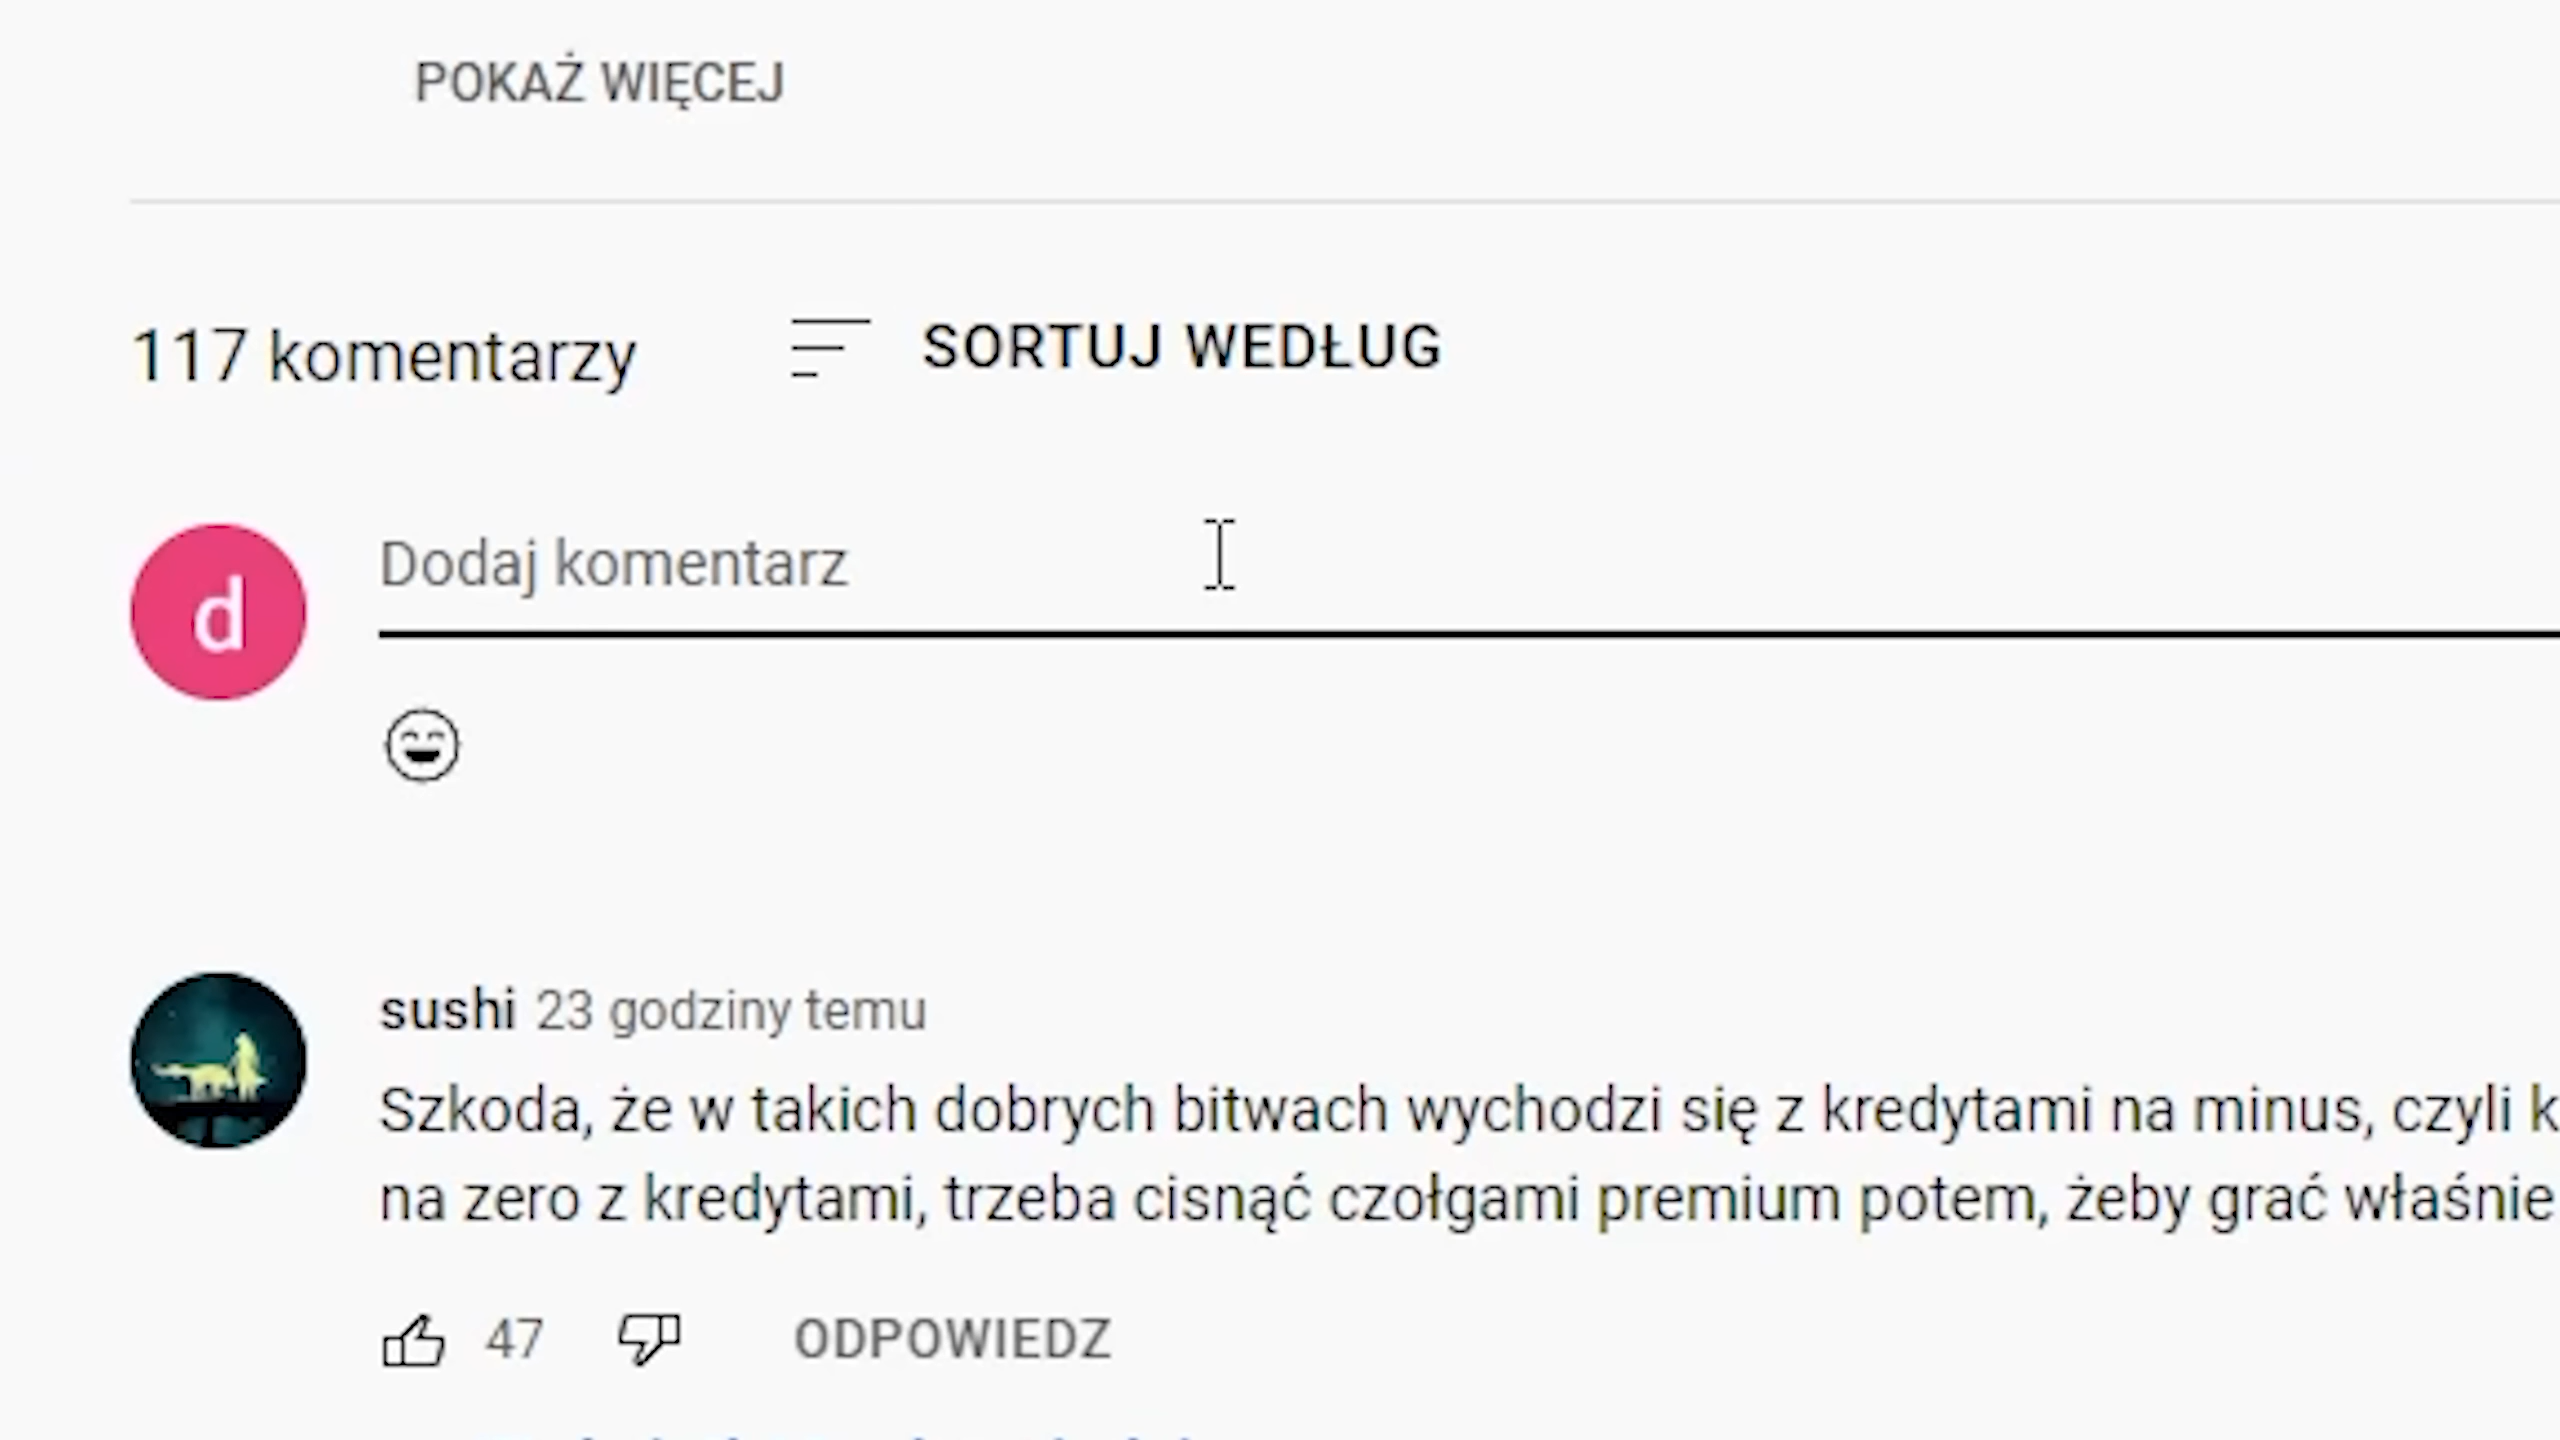 POKAŻ WIĘCEJ
117 komentarzy
SORTUJ WEDŁUG
d
Dodaj komentarz
sushi 23 godziny temu
Szkoda, że w takich dobrych bitwach wychodzi się z kredytami na minus, czyli
na zero z kredytami, trzeba cisnąć czołgami premium potem, żeby grać właśnie
47
ODPOWIEDZ